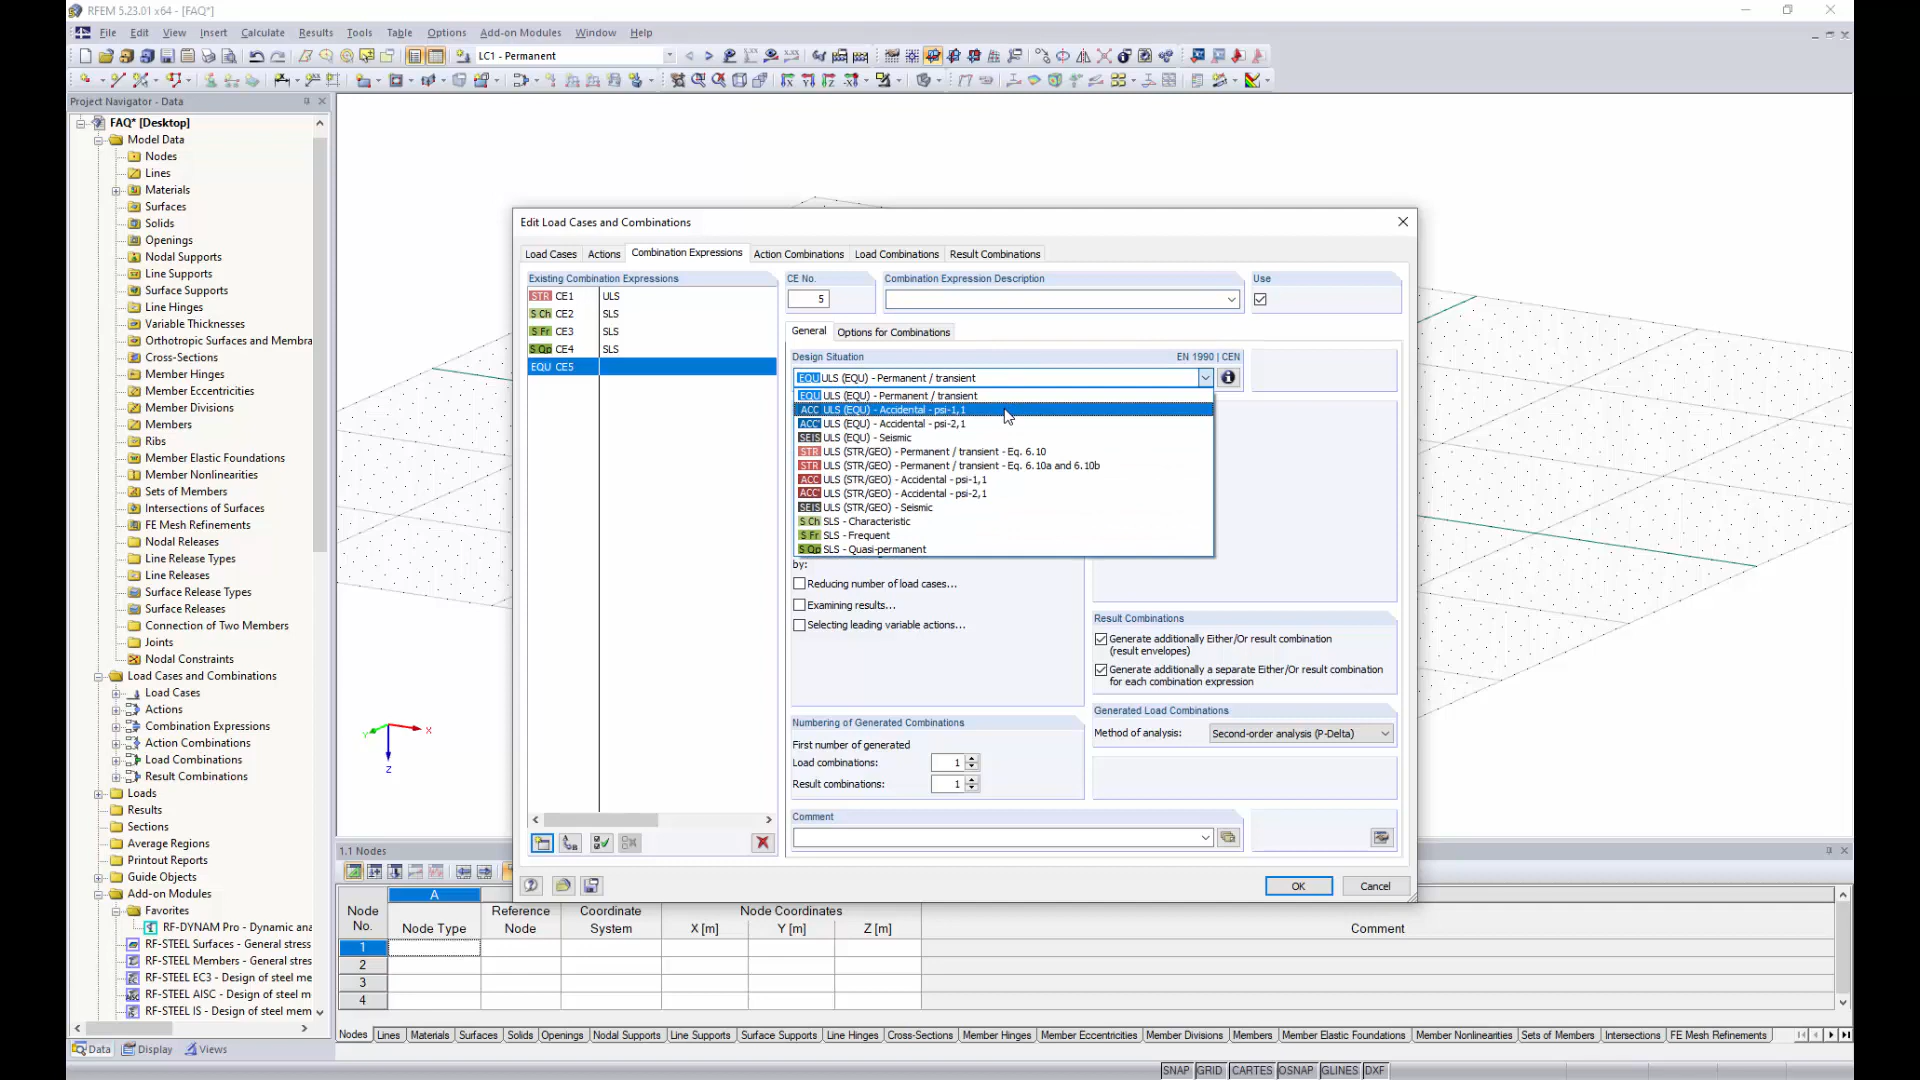 RFEM 5.23.01 x64 - [FAQ*]
File Edit View Insert Calculate Results Tools Table Options Add-on Modules Window Help
LC1 - Permanent
Project Navigator - Data
FAQ* [Desktop]
Model Data
Nodes
Lines
Materials
Surfaces
Solids
Openings
Nodal Supports
Line Supports
Surface Supports
Line Hinges
Variable Thicknesses
Orthotropic Surfaces and Membra
Cross-Sections
Member Hinges
Member Eccentricities
Member Divisions
Members
Ribs
Member Elastic Foundations
Member Nonlinearities
Sets of Members
Intersections of Surfaces
FE Mesh Refinements
Nodal Releases
Line Release Types
Line Releases
Surface Release Types
Surface Releases
Connection of Two Members
Joints
Nodal Constraints
Load Cases and Combinations
Load Cases
Actions
Combination Expressions
Action Combinations
Load Combinations
Result Combinations
Loads
Results
Sections
Average Regions
Printout Reports
Guide Objects
Add-on Modules
Favorites
RF-DYNAM Pro - Dynamic ana
RF-STEEL Surfaces - General stress
RF-STEEL Members - General stres
RF-STEEL EC3 - Design of steel me
RF-STEEL AISC - Design of steel m
RF-STEEL IS - Design of steel mem
Data Display Views
X
Y
Z
Edit Load Cases and Combinations
Load Cases Actions Combination Expressions Action Combinations Load Combinations Result Combinations
Existing Combination Expressions
STR CE1 ULS
S Ch CE2 SLS
S Fr CE3 SLS
S Qp CE4 SLS
EQU CE5
CE No.
5
Combination Expression Description
Use
General Options for Combinations
Design Situation EN 1990 | CEN
EQU ULS (EQU) - Permanent / transient
EQU ULS (EQU) - Permanent / transient
ACC ULS (EQU) - Accidental - psi-1,1
ACC' ULS (EQU) - Accidental - psi-2,1
SEIS ULS (EQU) - Seismic
STR ULS (STR/GEO) - Permanent / transient - Eq. 6.10
STR ULS (STR/GEO) - Permanent / transient - Eq. 6.10a and 6.10b
ACC ULS (STR/GEO) - Accidental - psi-1,1
ACC' ULS (STR/GEO) - Accidental - psi-2,1
SEIS ULS (STR/GEO) - Seismic
S Ch SLS - Characteristic
S Fr SLS - Frequent
S Qp SLS - Quasi-permanent
by:
Reducing number of load cases...
Examining results...
Selecting leading variable actions...
Result Combinations
Generate additionally Either/Or result combination
(result envelopes)
Generate additionally a separate Either/Or result combination
for each combination expression
Numbering of Generated Combinations
First number of generated
Load combinations: 1
Result combinations: 1
Generated Load Combinations
Method of analysis: Second-order analysis (P-Delta)
Comment
OK Cancel
1.1 Nodes
A
Node
No.
Node Type
Reference
Node
Coordinate
System
Node Coordinates
X [m] Y [m] Z [m]
Comment
1
2
3
4
Nodes Lines Materials Surfaces Solids Openings Nodal Supports Line Supports Surface Supports Line Hinges Cross-Sections Member Hinges Member Eccentricities Member Divisions Members Member Elastic Foundations Member Nonlinearities Sets of Members Intersections FE Mesh Refinements
SNAP GRID CARTES OSNAP GLINES DXF